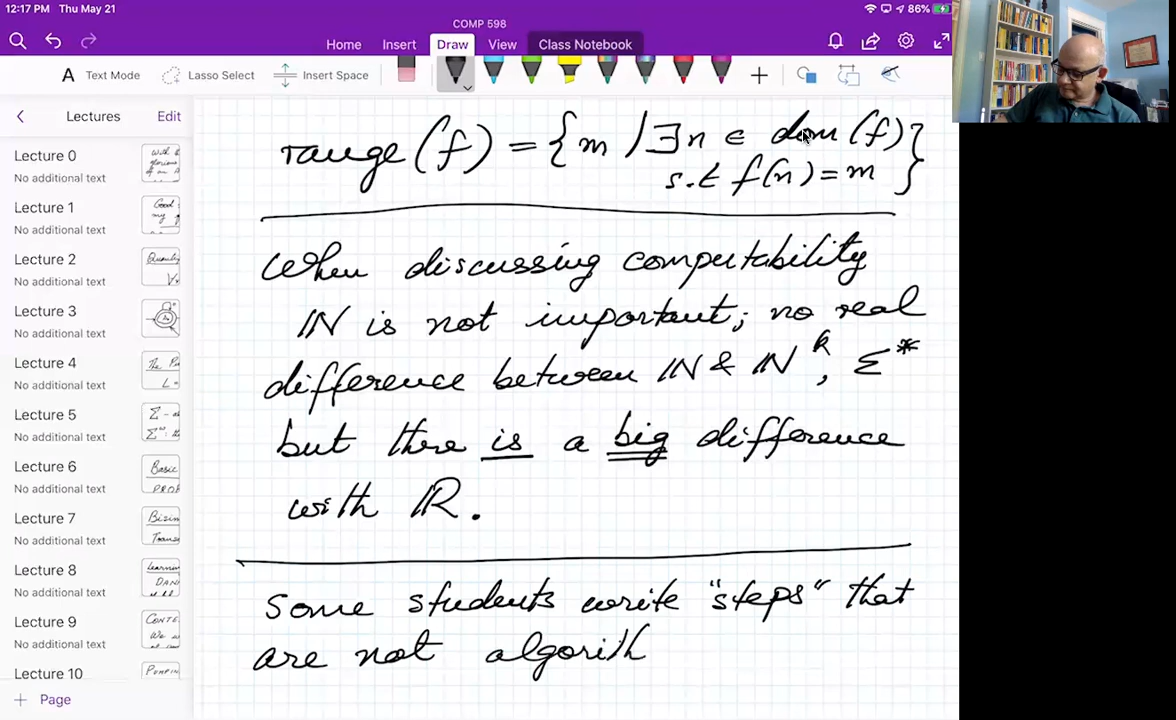 12:17 PM Thu May 21
86%
COMP 598
Home Insert Draw View Class Notebook
A Text Mode Lasso Select Insert Space
Lectures Edit
Lecture 0
No additional text
Lecture 1
No additional text
Lecture 2
No additional text
Lecture 3
No additional text
Lecture 4
No additional text
Lecture 5
No additional text
Lecture 6
No additional text
Lecture 7
No additional text
Lecture 8
No additional text
Lecture 9
No additional text
Lecture 10
+ Page
range (f) = { m | ∃n ∈ dom (f)
s.t f(n) = m }
When discussing computability
ℕ is not important; no real
difference between ℕ & ℕᵏ, Σ*
but there is a big difference
with ℝ.
Some students write "steps" that
are not algorith